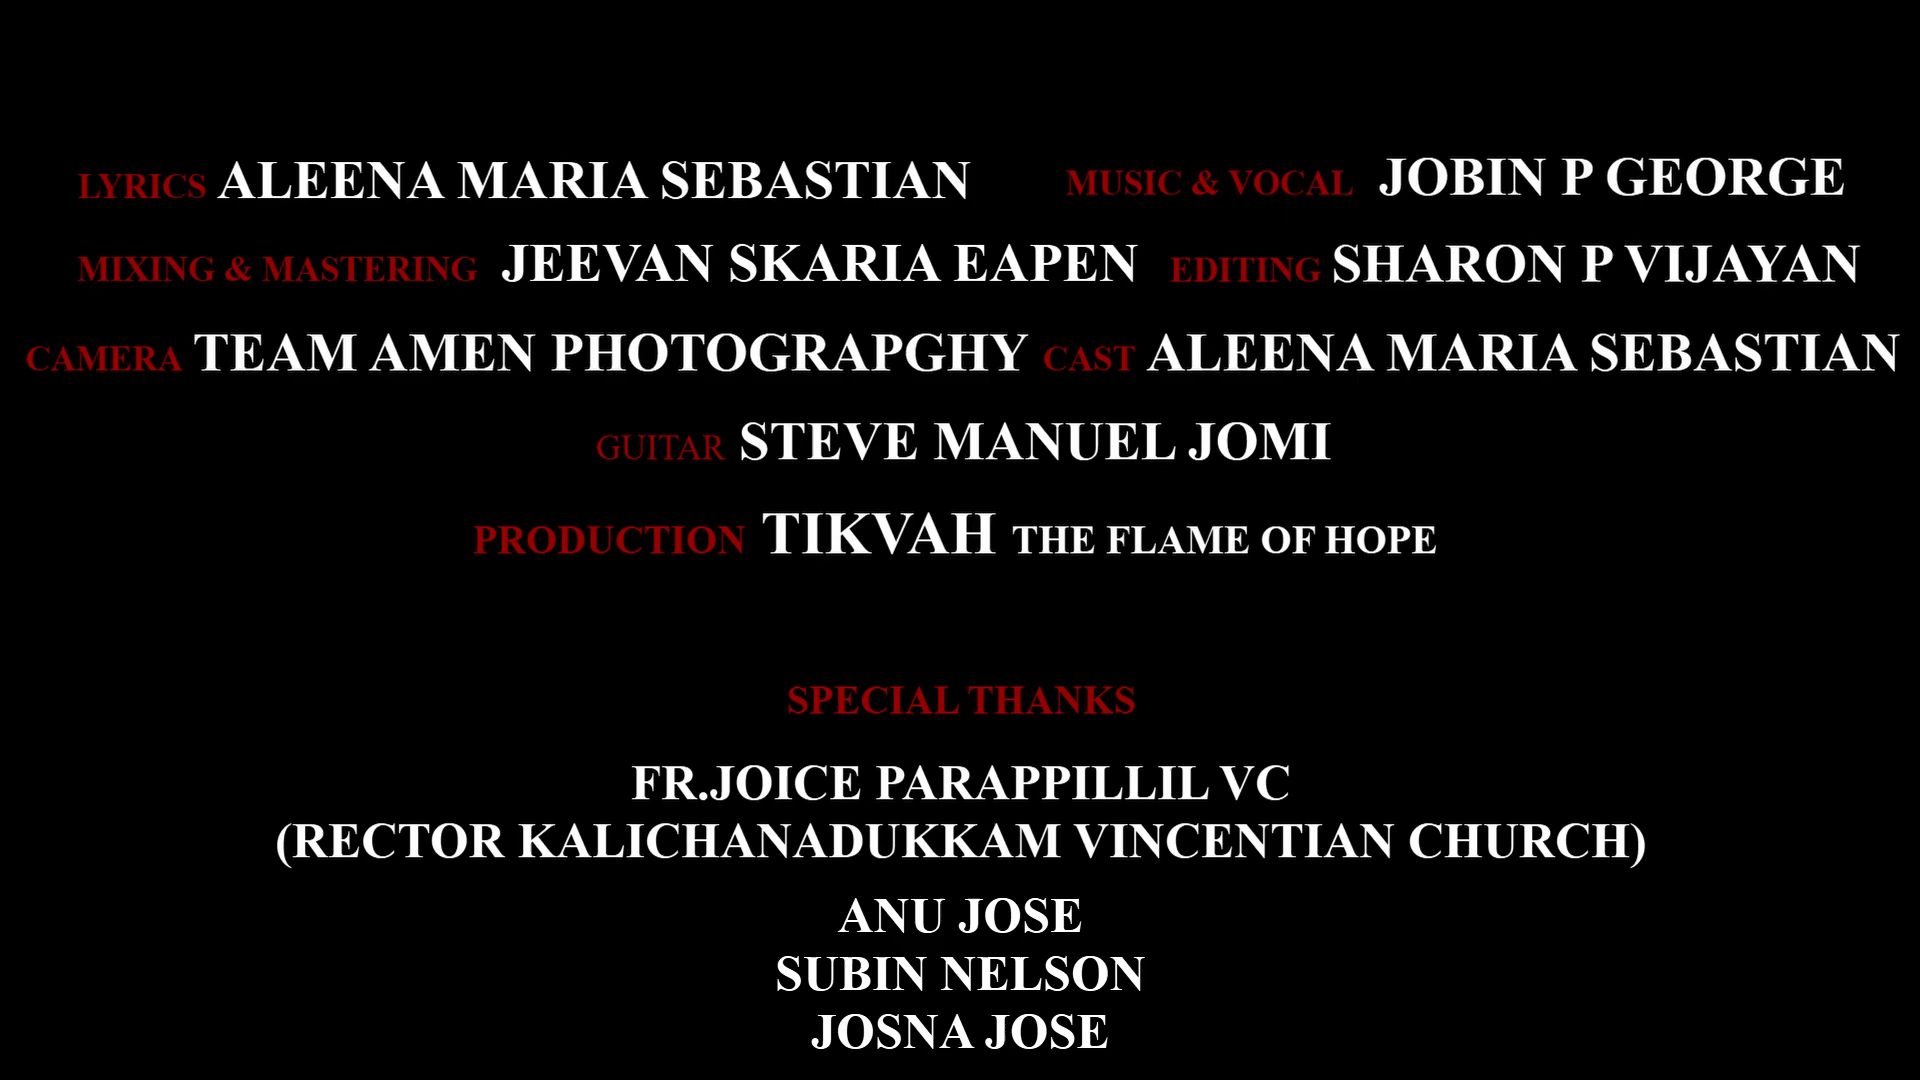 LYRICS ALEENA MARIA SEBASTIAN MUSIC & VOCAL JOBIN P GEORGE
MIXING & MASTERING JEEVAN SKARIA EAPEN EDITING SHARON P VIJAYAN
CAMERA TEAM AMEN PHOTOGRAPGHY CAST ALEENA MARIA SEBASTIAN
GUITAR STEVE MANUEL JOMI
PRODUCTION TIKVAH THE FLAME OF HOPE
SPECIAL THANKS
FR.JOICE PARAPPILLIL VC
(RECTOR KALICHANADUKKAM VINCENTIAN CHURCH)
ANU JOSE
SUBIN NELSON
JOSNA JOSE